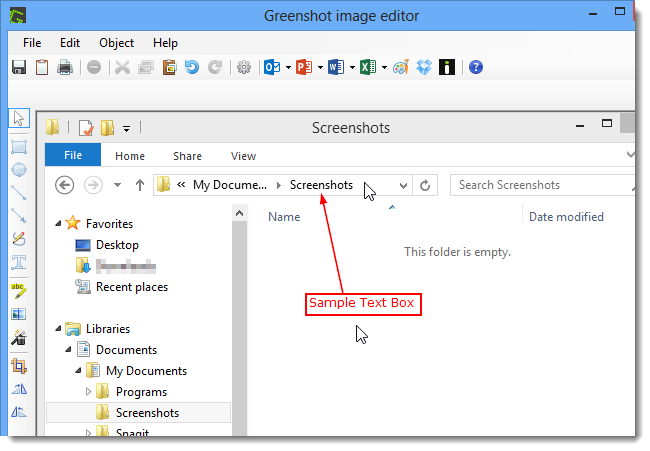 Greenshot image editor
File Edit Object Help
Screenshots
File Home Share View
« My Docume... Screenshots
Search Screenshots
Name Date modified
This folder is empty.
Favorites
Desktop
Recent places
Sample Text Box
Libraries
Documents
My Documents
Programs
Screenshots
Snagit